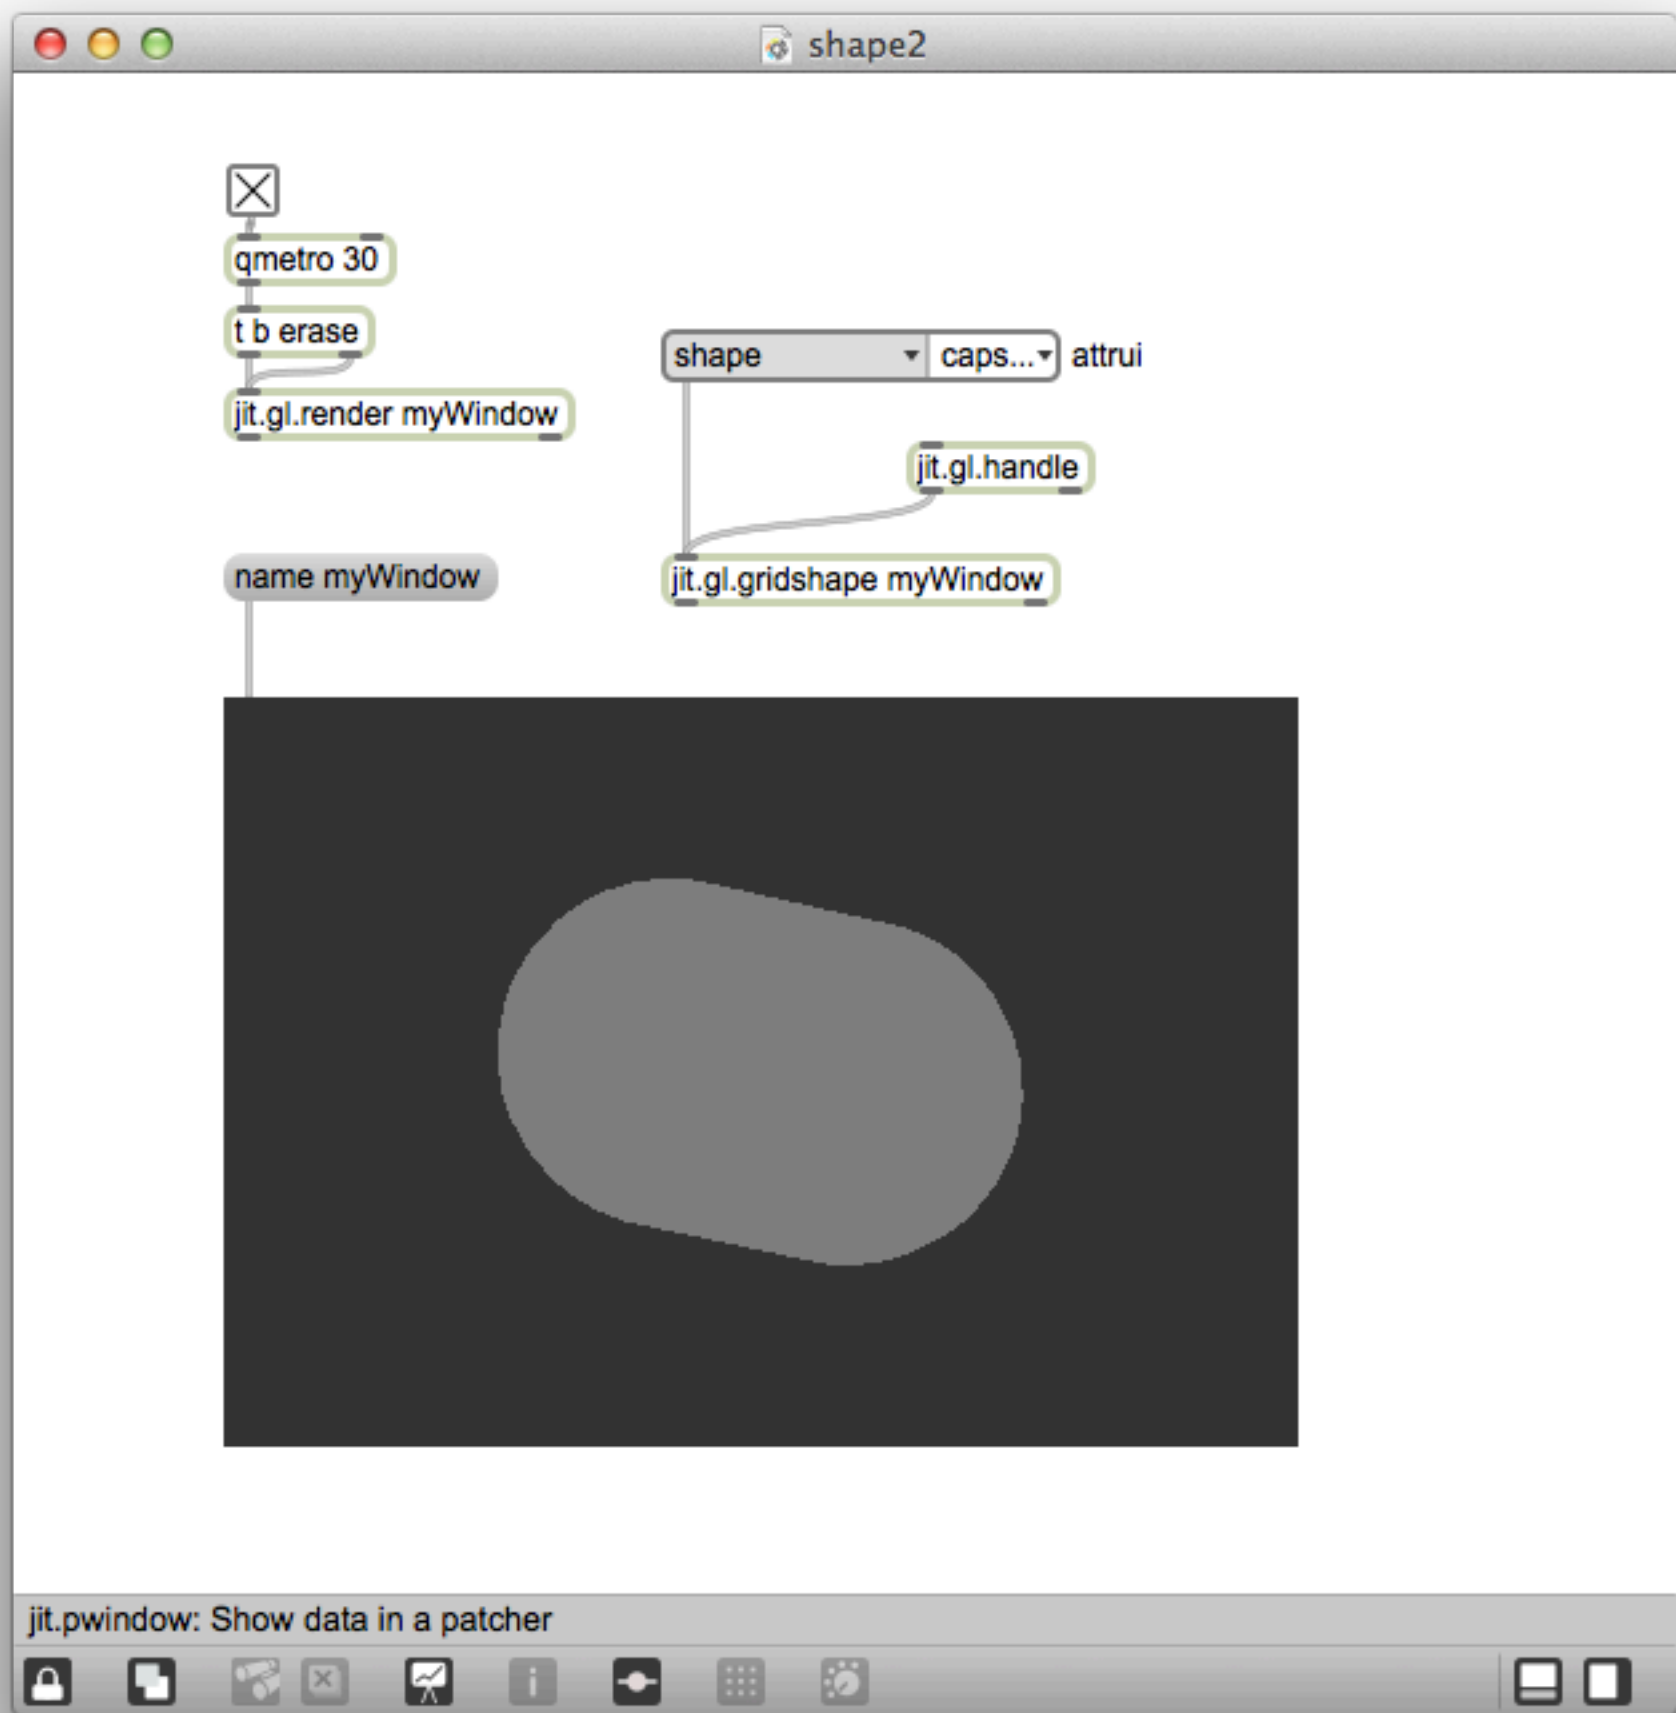 shape2
qmetro 30
t b erase
jit.gl.render myWindow
shape caps... attrui
jit.gl.handle
name myWindow
jit.gl.gridshape myWindow
jit.pwindow: Show data in a patcher